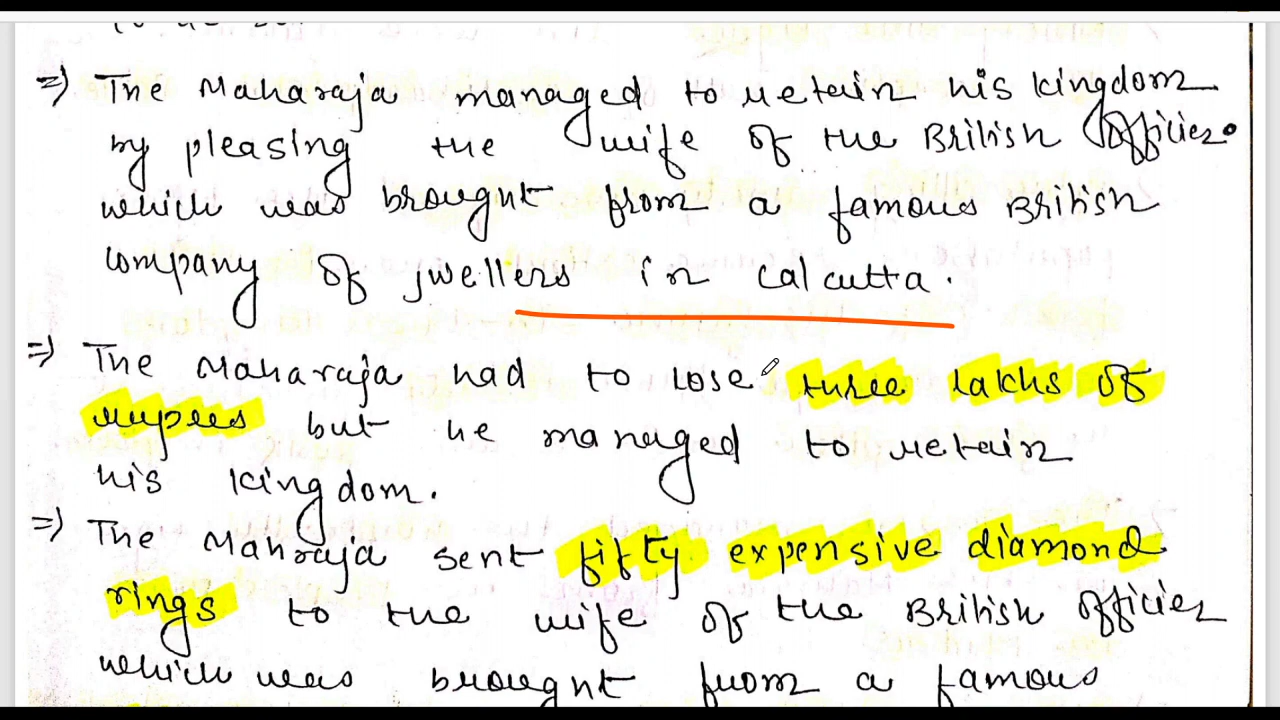 =) The Maharaja managed to retain his kingdom
by pleasing the wife of the British officier.
which was brought from a famous British
company of jwellers in calcutta.
=) The Maharaja had to lose three lakhs of
rupees but he managed to retain
his kingdom.
=) The Mahraja sent fifty expensive diamond
rings to the wife of the British officier
which was brought from a famous